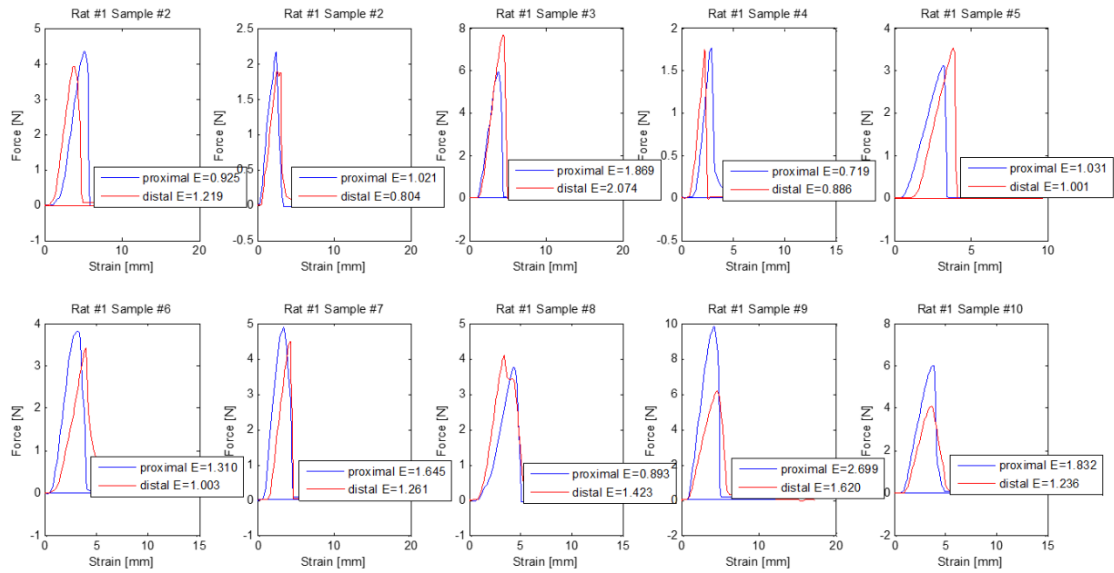 Rat #1 Sample #2
Force [N]
5
4
3
2
1
0
-1
proximal E=0.925
distal E=1.219
0
10
20
Strain [mm]
Rat #1 Sample #2
Force [N]
2.5
2
1.5
1
0.5
0
-0.5
proximal E=1.021
distal E=0.804
0
10
20
Strain [mm]
Rat #1 Sample #3
Force [N]
8
6
4
2
0
-2
proximal E=1.869
distal E=2.074
0
5
10
15
20
Strain [mm]
Rat #1 Sample #4
Force [N]
2
1.5
1
0.5
0
-0.5
proximal E=0.719
distal E=0.886
0
5
10
15
Strain [mm]
Rat #1 Sample #5
Force [N]
4
3
2
1
0
-1
proximal E=1.031
distal E=1.001
0
5
10
Strain [mm]
Rat #1 Sample #6
Force [N]
4
3
2
1
0
-1
proximal E=1.310
distal E=1.003
0
5
10
15
Strain [mm]
Rat #1 Sample #7
Force [N]
5
4
3
2
1
0
-1
proximal E=1.645
distal E=1.261
0
5
10
15
Strain [mm]
Rat #1 Sample #8
Force [N]
5
4
3
2
1
0
-1
proximal E=0.893
distal E=1.423
0
5
10
15
Strain [mm]
Rat #1 Sample #9
Force [N]
10
8
6
4
2
0
-2
proximal E=2.699
distal E=1.620
0
10
20
Strain [mm]
Rat #1 Sample #10
Force [N]
8
6
4
2
0
-2
proximal E=1.832
distal E=1.236
0
5
10
15
Strain [mm]